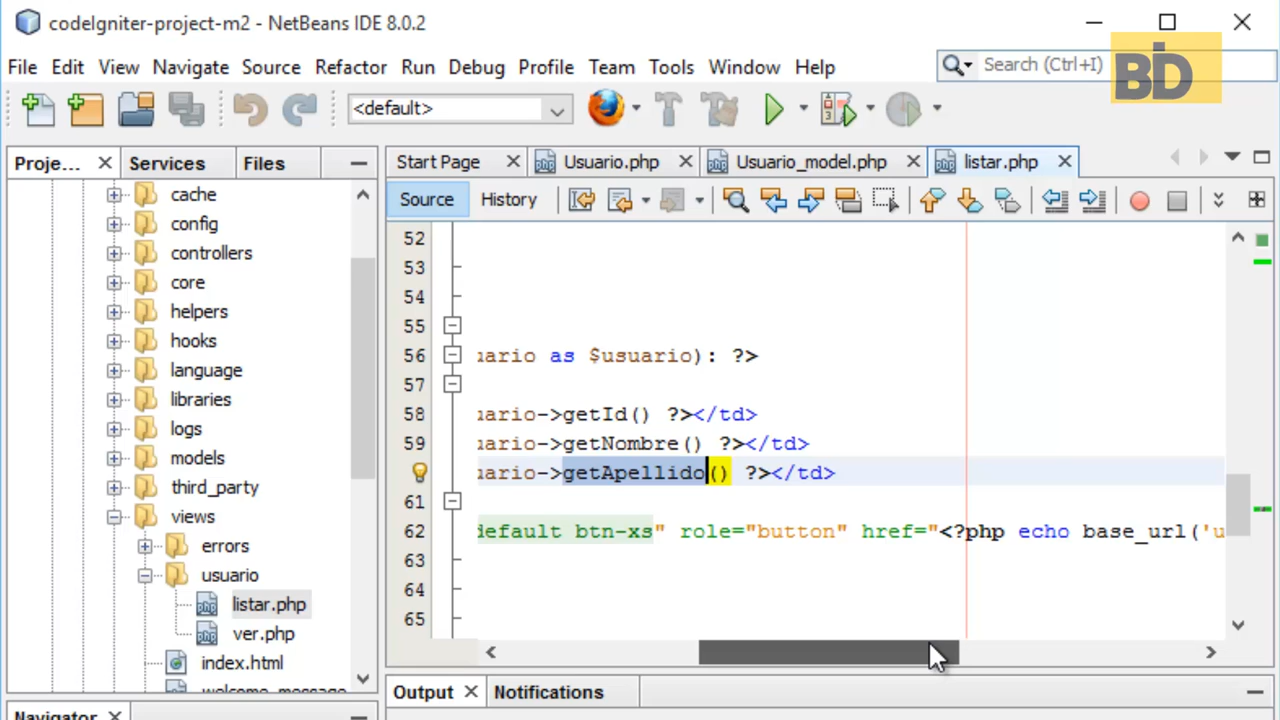 codeIgniter-project-m2 - NetBeans IDE 8.0.2
File Edit View Navigate Source Refactor Run Debug Profile Team Tools Window Help
Search (Ctrl+I)
BD
<default>
Proje... Services Files
Start Page Usuario.php Usuario_model.php listar.php
Source History
cache
config
controllers
core
helpers
hooks
language
libraries
logs
models
third_party
views
errors
usuario
listar.php
ver.php
index.html
welcome_message
52
53
54
55
56 uario as $usuario): ?>
57
58 uario->getId() ?></td>
59 uario->getNombre() ?></td>
uario->getApellido() ?></td>
61
62 default btn-xs" role="button" href="<?php echo base_url('u
63
64
65
Output Notifications
Navigator